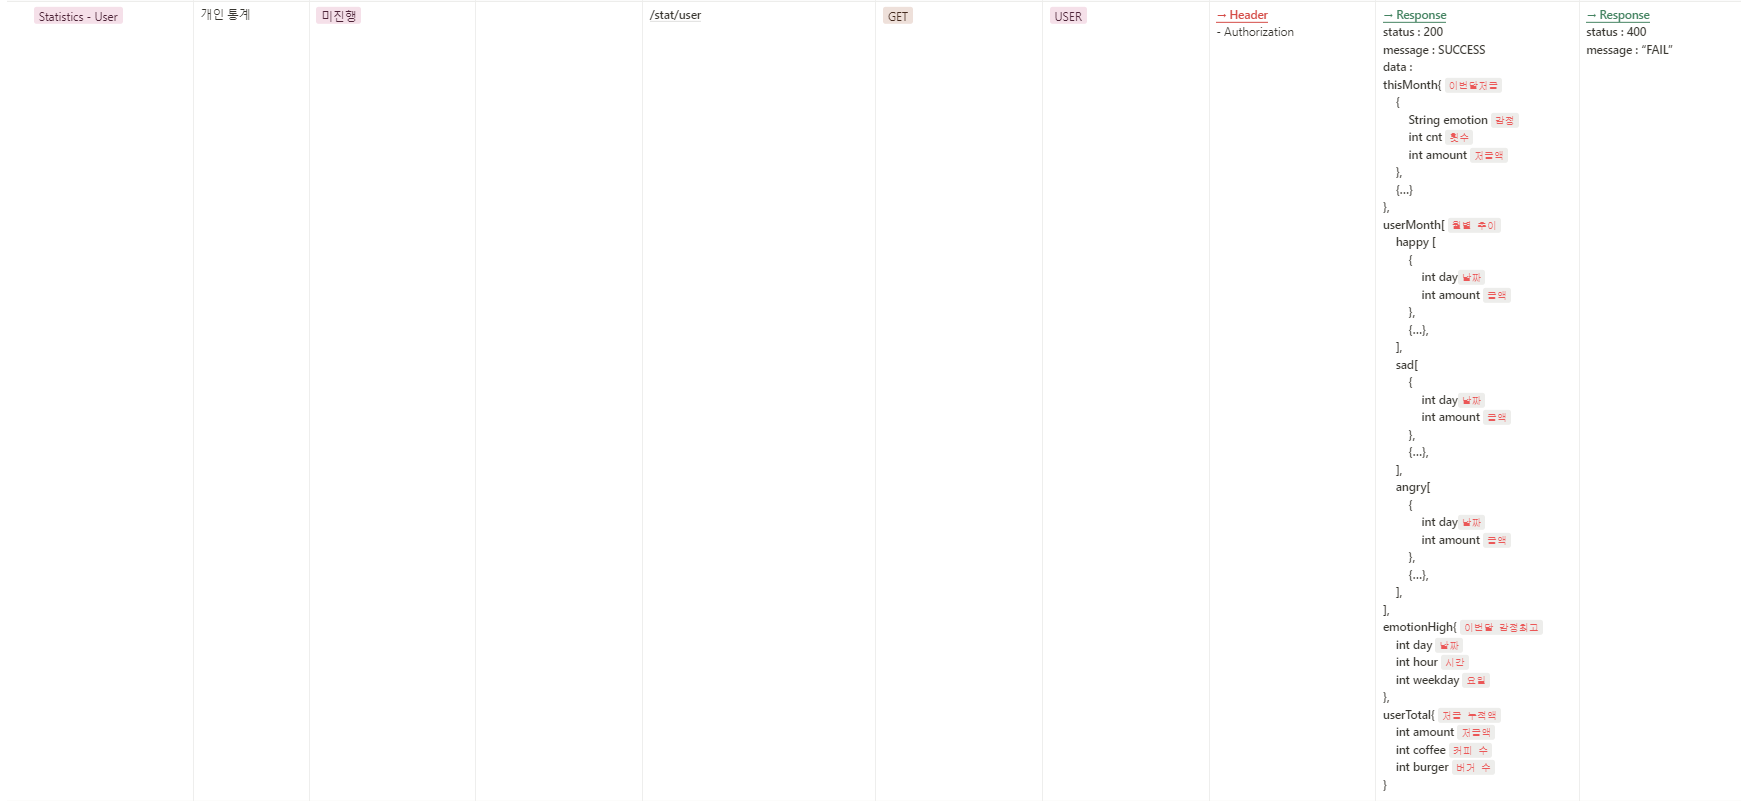 Statistics - User
개인 통계
미진행
/stat/user
GET
USER
→ Header
- Authorization
→ Response
status : 200
message : SUCCESS
data :
thisMonth{ 이번달저금
{
String emotion 감정
int cnt 횟수
int amount 저금액
},
{...}
},
userMonth[ 월별 추이
happy [
{
int day 날짜
int amount 금액
},
{...},
],
sad[
{
int day 날짜
int amount 금액
},
{...},
],
angry[
{
int day 날짜
int amount 금액
},
{...},
],
],
emotionHigh{ 이번달 감정최고
int day 날짜
int hour 시간
int weekday 요일
},
userTotal{ 저금 누적액
int amount 저금액
int coffee 커피 수
int burger 버거 수
}
→ Response
status : 400
message : “FAIL”